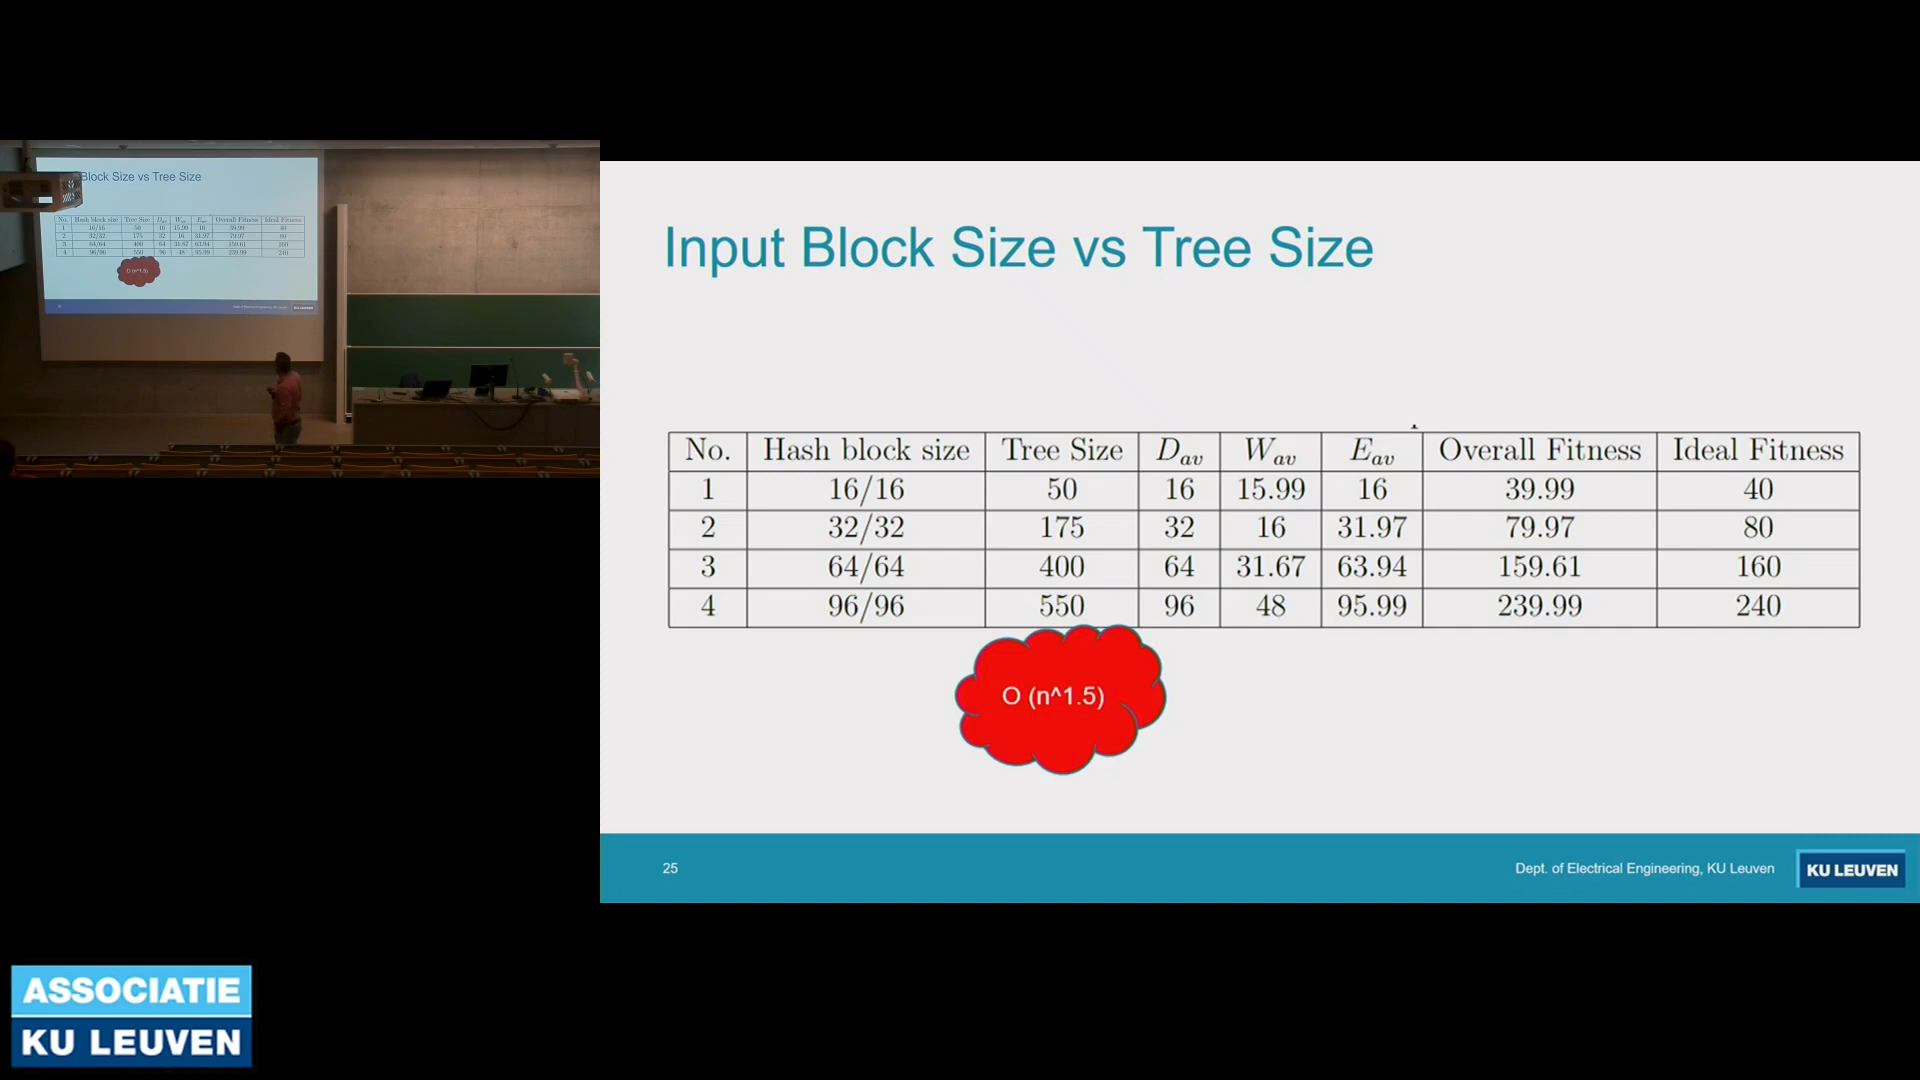 Block Size vs Tree Size
Input Block Size vs Tree Size
No. Hash block size Tree Size D_av W_av E_av Overall Fitness Ideal Fitness
1 16/16 50 16 15.99 16 39.99 40
2 32/32 175 32 16 31.97 79.97 80
3 64/64 400 64 31.67 63.94 159.61 160
4 96/96 550 96 48 95.99 239.99 240
O (n^1.5)
25
Dept. of Electrical Engineering, KU Leuven
KU LEUVEN
ASSOCIATIE
KU LEUVEN